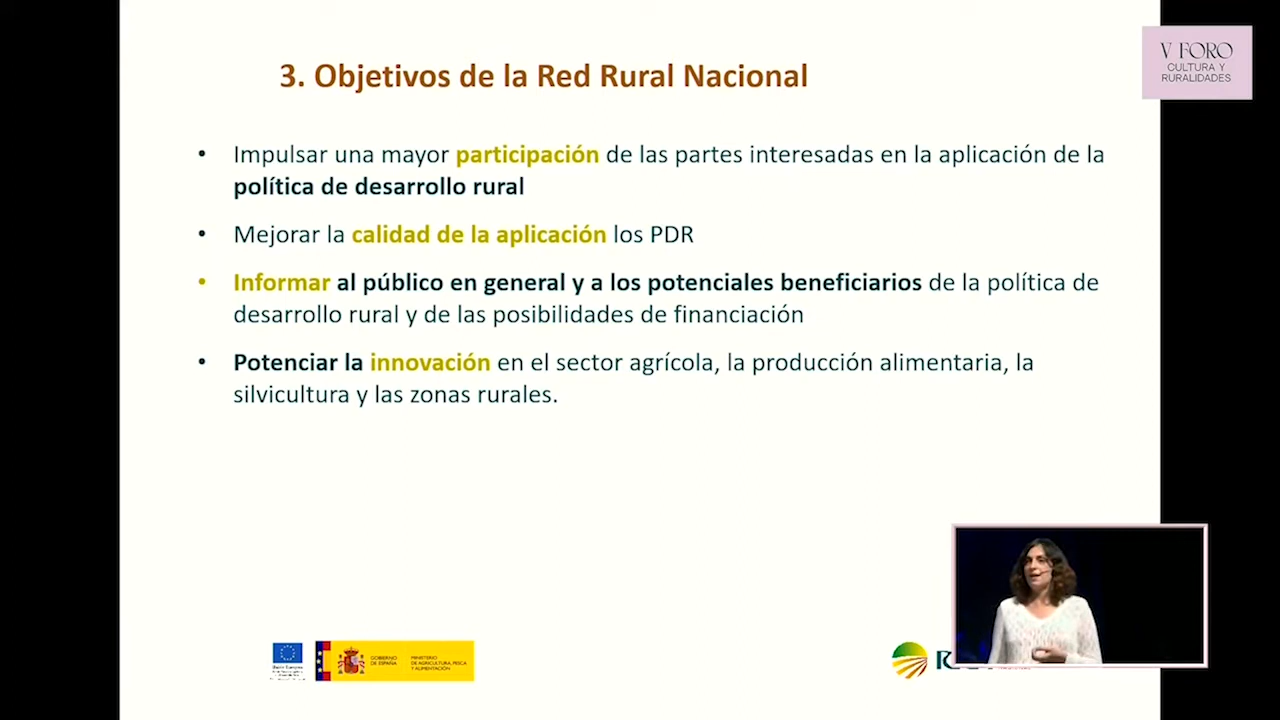 3. Objetivos de la Red Rural Nacional
V FORO
CULTURA Y
RURALIDADES
• Impulsar una mayor participación de las partes interesadas en la aplicación de la
política de desarrollo rural
• Mejorar la calidad de la aplicación los PDR
• Informar al público en general y a los potenciales beneficiarios de la política de
desarrollo rural y de las posibilidades de financiación
• Potenciar la innovación en el sector agrícola, la producción alimentaria, la
silvicultura y las zonas rurales.
GOBIERNO
DE ESPAÑA
MINISTERIO
DE AGRICULTURA, PESCA
Y ALIMENTACIÓN